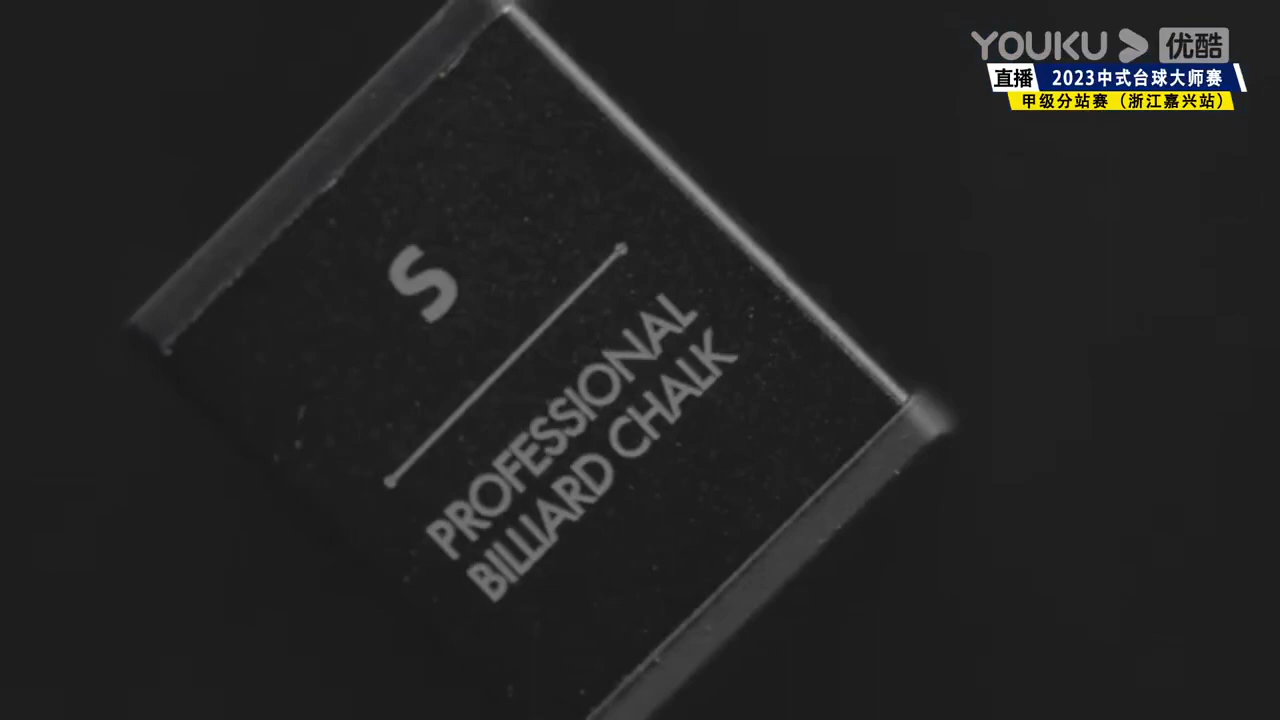 YOUKU 优酷
直播 2023中式台球大师赛
甲级分站赛（浙江嘉兴站）
S
PROFESSIONAL
BILLIARD CHALK